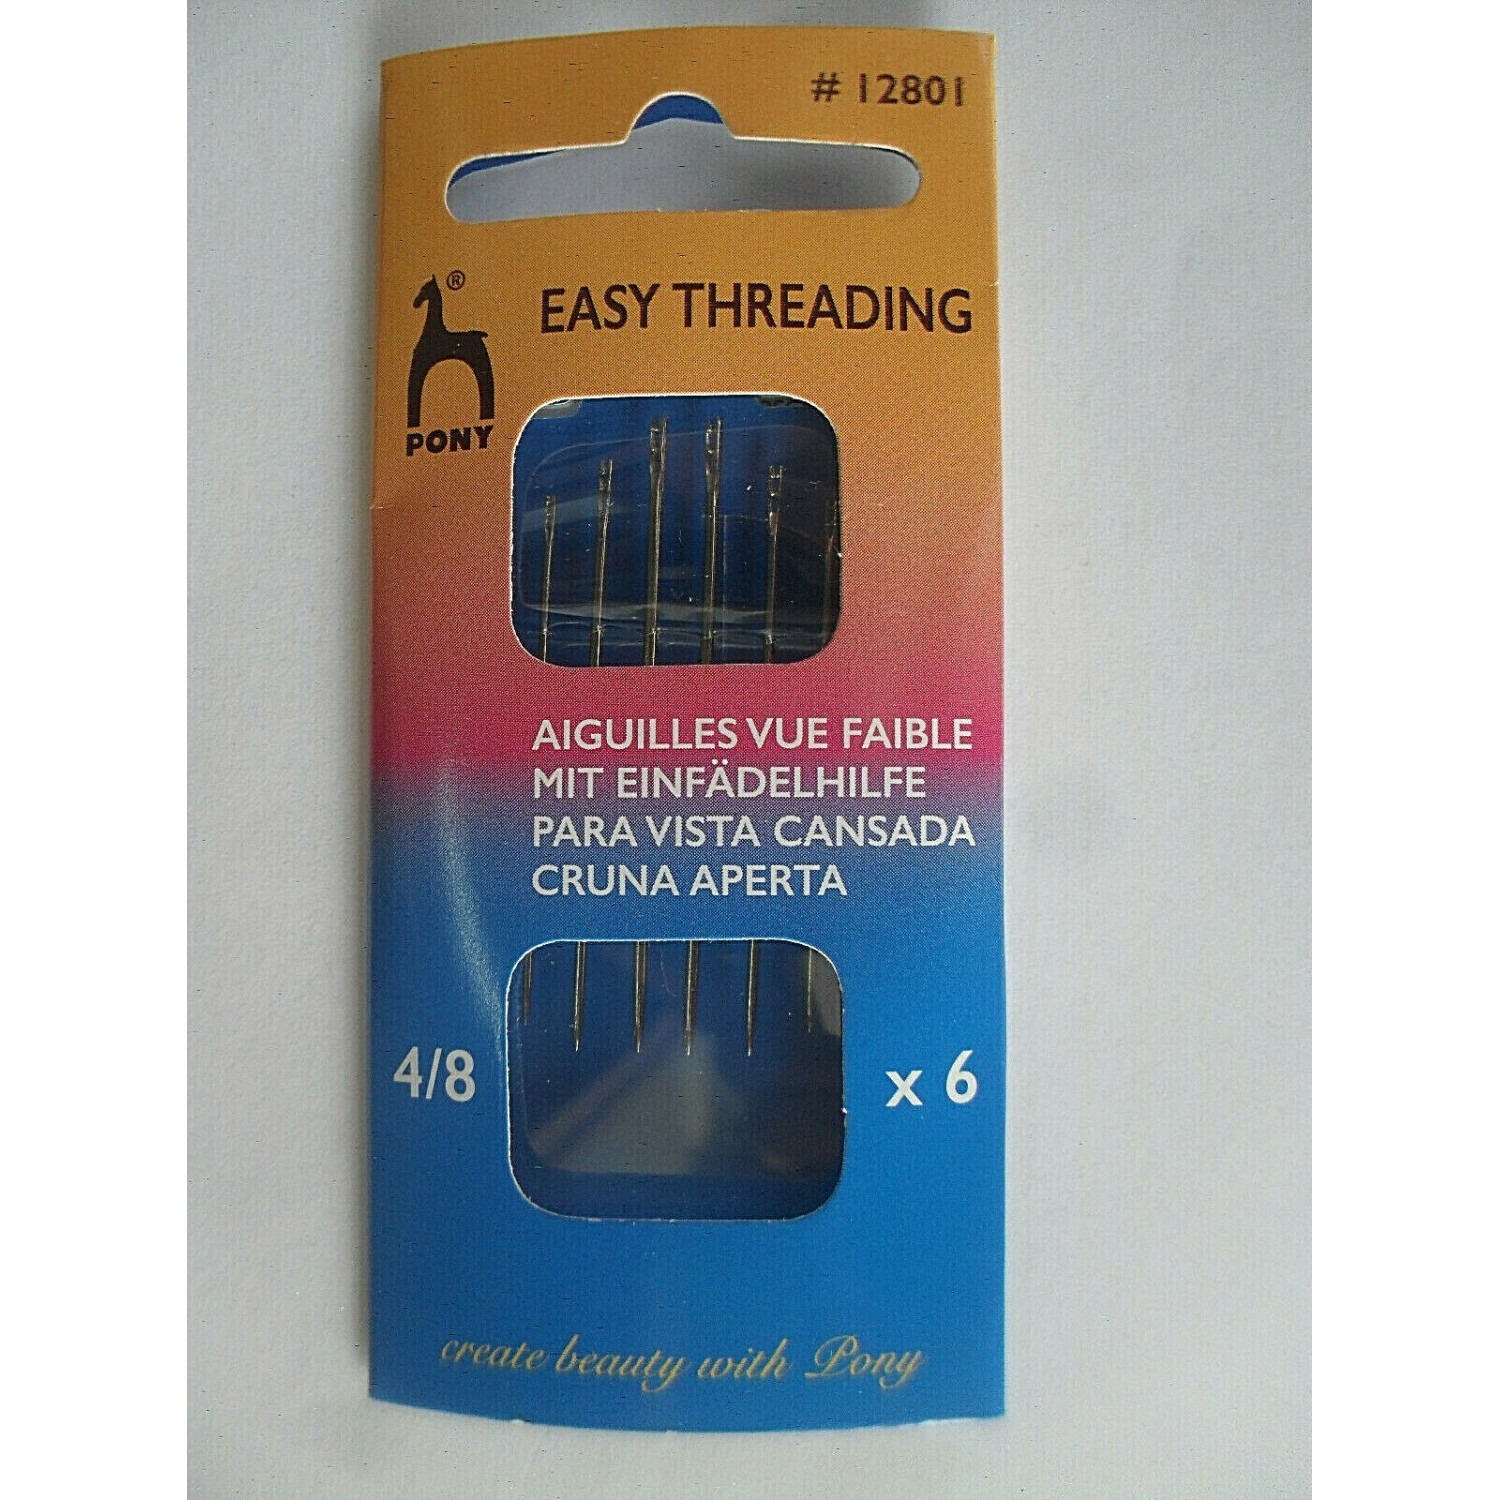 # 12801
®
EASY THREADING
PONY
AIGUILLES VUE FAIBLE
MIT EINFÄDELHILFE
PARA VISTA CANSADA
CRUNA APERTA
4/8
x 6
create beauty with Pony